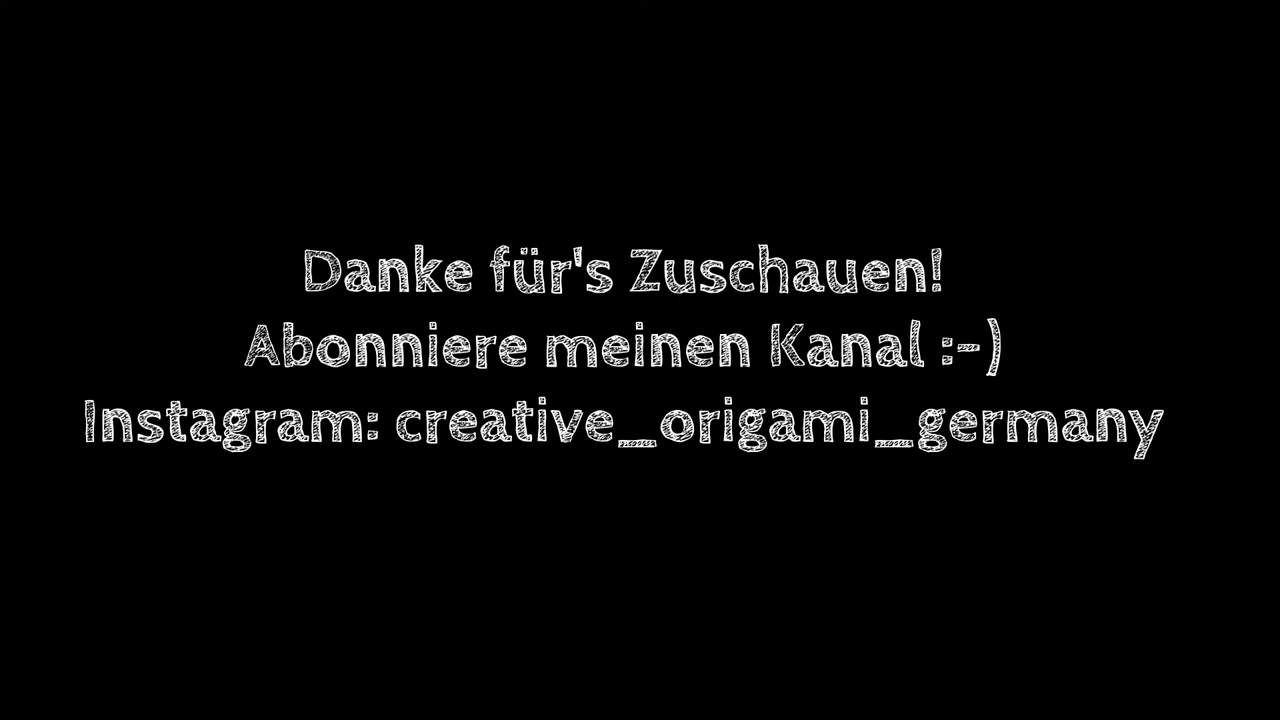 Danke für's Zuschauen!
Abonniere meinen Kanal :-)
Instagram: creative_origami_germany